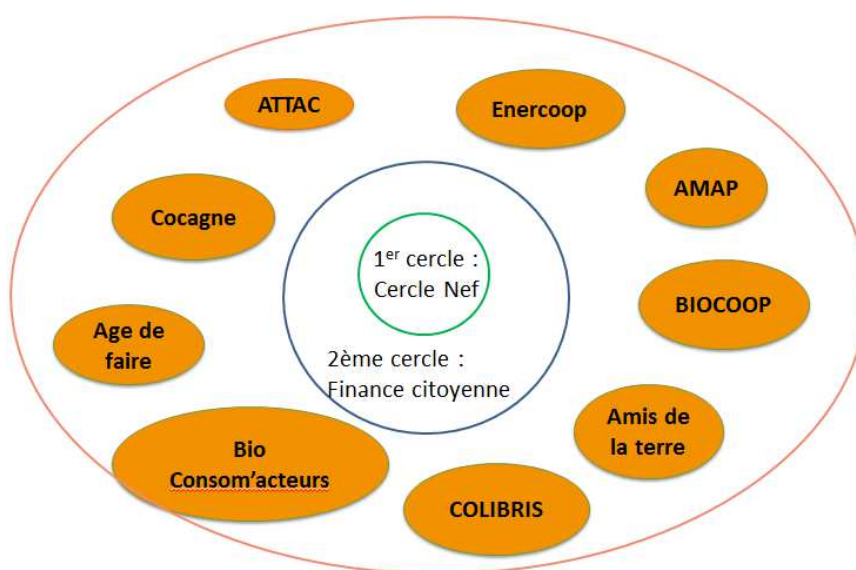 ATTAC
Enercoop
AMAP
Cocagne
1er cercle :
Cercle Nef
BIOCOOP
Age de
faire
2ème cercle :
Finance citoyenne
Amis de
la terre
Bio
Consom'acteurs
COLIBRIS